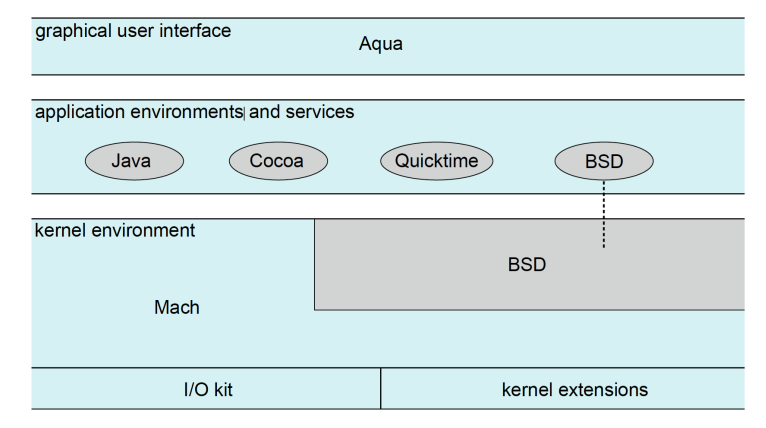 graphical user interface
Aqua
application environments and services
Java
Cocoa
Quicktime
BSD
kernel environment
BSD
Mach
I/O kit
kernel extensions